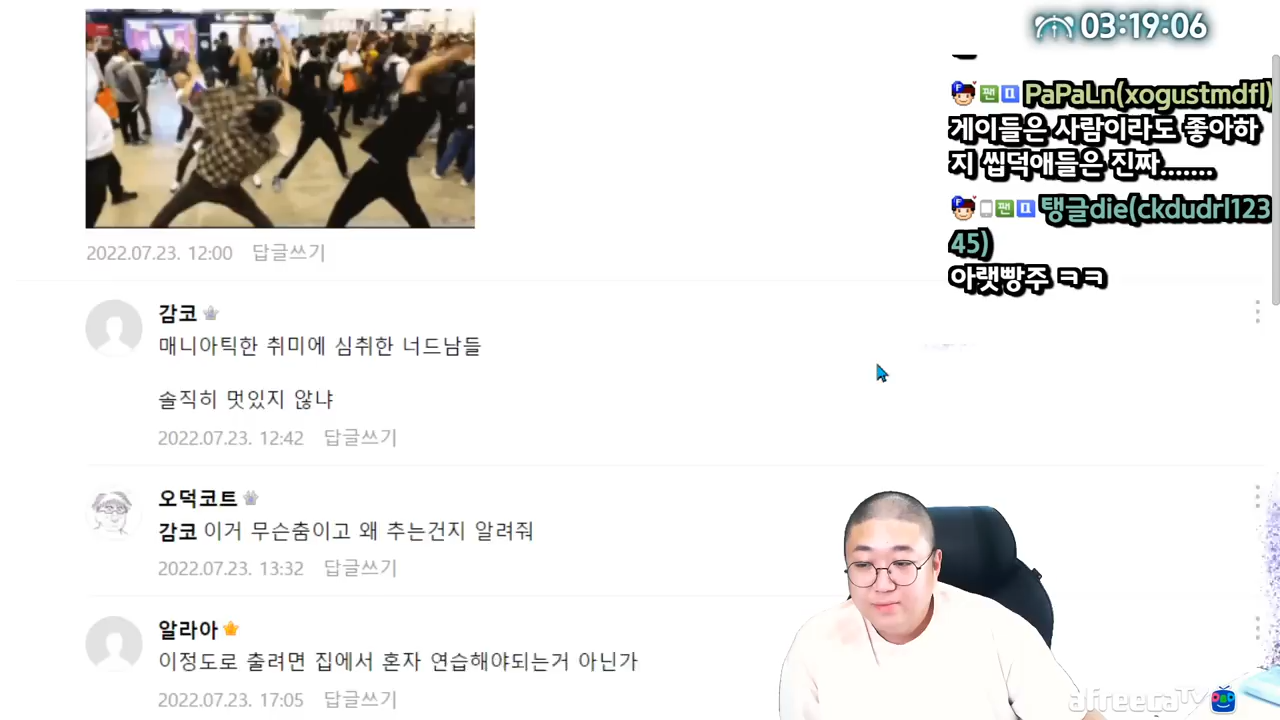 03:19:06
팬 PaPaLn(xogustmdfl)
게이들은 사람이라도 좋아하
지 씹덕애들은 진짜.......
팬 탱글die(ckdudrl123
45)
아랫빵주 ㅋㅋ
2022.07.23. 12:00 답글쓰기
감코
매니아틱한 취미에 심취한 너드남들
솔직히 멋있지 않냐
2022.07.23. 12:42 답글쓰기
오덕코트
감코 이거 무슨춤이고 왜 추는건지 알려줘
2022.07.23. 13:32 답글쓰기
알라아
이정도로 출려면 집에서 혼자 연습해야되는거 아닌가
2022.07.23. 17:05 답글쓰기
afreecaTV